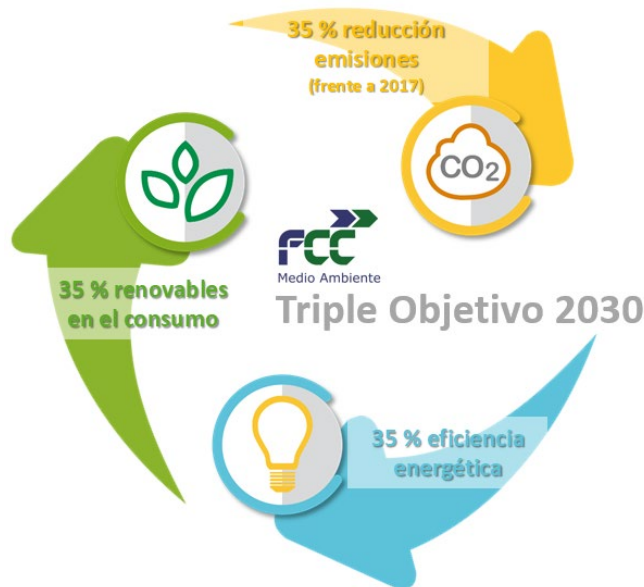 35 % reducción
emisiones
(frente a 2017)
CO2
FCC
Medio Ambiente
Triple Objetivo 2030
35 % renovables
en el consumo
35 % eficiencia
energética